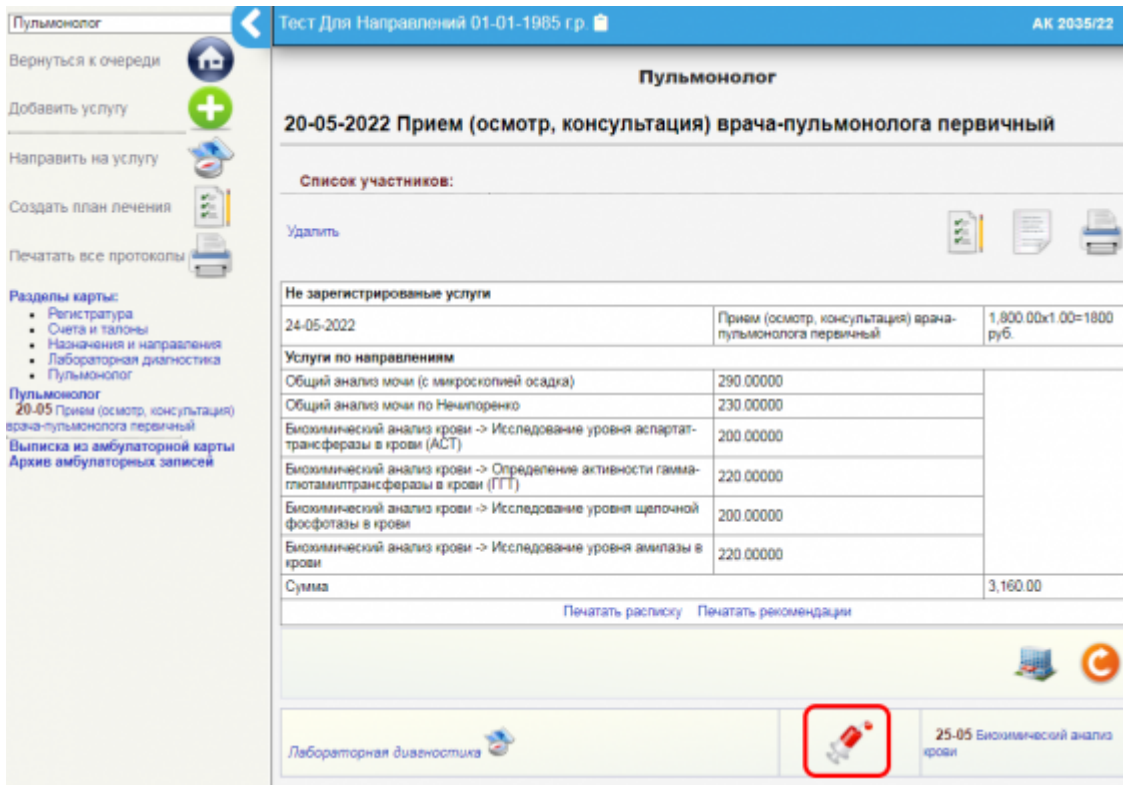 Пульмонолог
Вернуться к очереди
Добавить услугу
Направить на услугу
Создать план лечения
Печатать все протоколы
Разделы карты:
Регистратура
Счета и талоны
Назначения и направления
Лабораторная диагностика
Пульмонолог
Пульмонолог
20-05 Прием (осмотр, консультация)
врача-пульмонолога первичный
Выписка из амбулаторной карты
Архив амбулаторных записей
Тест Для Направлений 01-01-1985 г.р.
АК 2035/22
Пульмонолог
20-05-2022 Прием (осмотр, консультация) врача-пульмонолога первичный
Список участников:
Удалить
Не зарегистрированые услуги
24-05-2022
Прием (осмотр, консультация) врача-
пульмонолога первичный
1,800.00x1.00=1800
руб.
Услуги по направлениям
Общий анализ мочи (с микроскопией осадка)
290.00000
Общий анализ мочи по Нечипоренко
230.00000
Биохимический анализ крови -> Исследование уровня аспартат-
трансферазы в крови (АСТ)
200.00000
Биохимический анализ крови -> Определение активности гамма-
глютамилтрансферазы в крови (ГГТ)
220.00000
Биохимический анализ крови -> Исследование уровня щелочной
фосфотазы в крови
200.00000
Биохимический анализ крови -> Исследование уровня амилазы в
крови
220.00000
Сумма
3,160.00
Печатать расписку Печатать рекомендации
Лабораторная диагностика
25-05 Биохимический анализ
крови